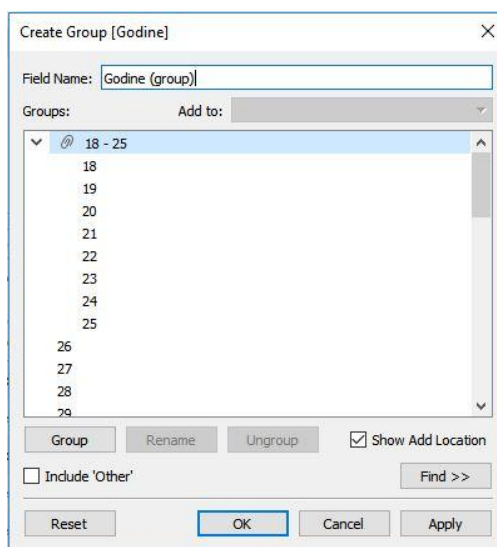 Create Group [Godine]
Field Name: Godine (group)
Groups: Add to:
18 - 25
18
19
20
21
22
23
24
25
26
27
28
29
Group Rename Ungroup Show Add Location
Include 'Other' Find >>
Reset OK Cancel Apply